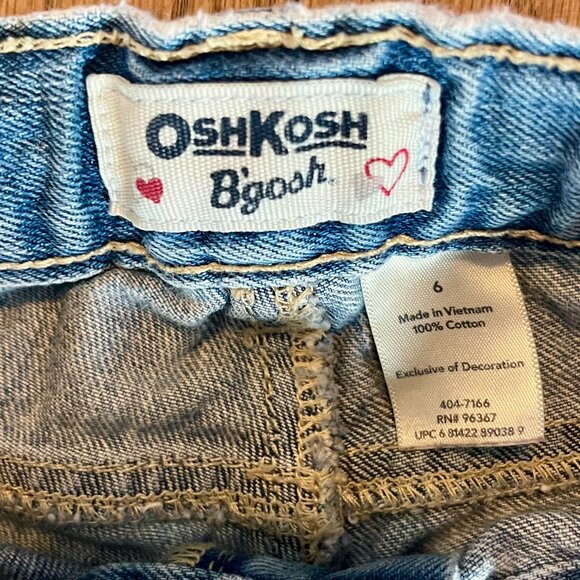 OSHKOSH
B'gosh
6
Made in Vietnam
100% Cotton
Exclusive of Decoration
404-7166
RN# 96367
UPC 6 81422 89038 9